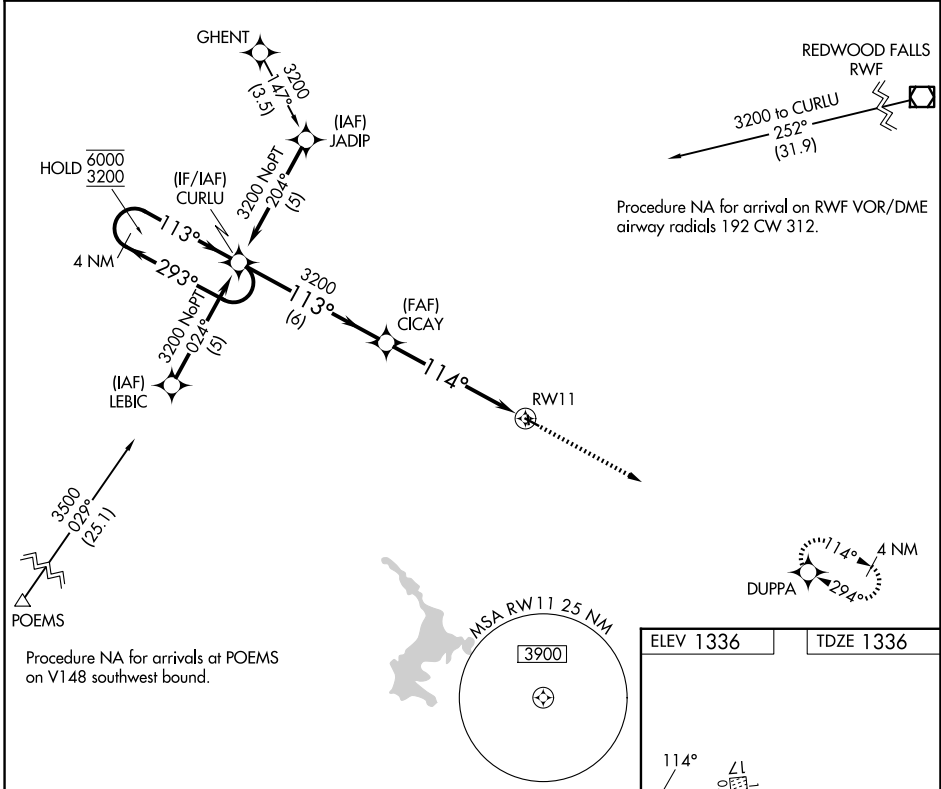 GHENT
3200
147°
(3.5)
(IAF)
JADIP
REDWOOD FALLS
RWF
3200 to CURLU
252°
(31.9)
Procedure NA for arrival on RWF VOR/DME
airway radials 192 CW 312.
HOLD 6000
3200
(IF/IAF)
CURLU
3200 NoPT
204°
(5)
113°
4 NM
293°
3200
113°
(6)
(FAF)
CICAY
3200 NoPT
024°
(5)
(IAF)
LEBIC
114°
RW11
3500
029°
(25.1)
POEMS
Procedure NA for arrivals at POEMS
on V148 southwest bound.
MSA RW11 25 NM
3900
114°
4 NM
DUPPA
294°
ELEV 1336
TDZE 1336
114°
17